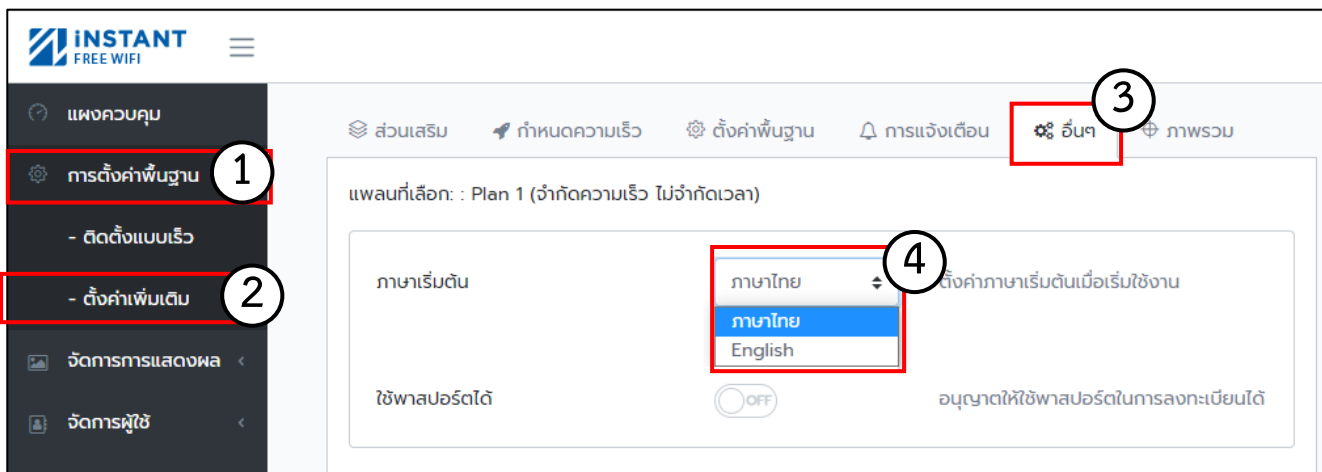 iNSTANT
FREE WIFI
แผงควบคุม
การตั้งค่าพื้นฐาน
1
- ติดตั้งแบบเร็ว
- ตั้งค่าเพิ่มเติม
2
จัดการการแสดงผล
จัดการผู้ใช้
3
ส่วนเสริม
กำหนดความเร็ว
ตั้งค่าพื้นฐาน
การแจ้งเตือน
อื่นๆ
ภาพรวม
แพลนที่เลือก: : Plan 1 (จำกัดความเร็ว ไม่จำกัดเวลา)
ภาษาเริ่มต้น
ภาษาไทย
4
ตั้งค่าภาษาเริ่มต้นเมื่อเริ่มใช้งาน
ภาษาไทย
English
ใช้พาสปอร์ตได้
OFF
อนุญาตให้ใช้พาสปอร์ตในการลงทะเบียนได้